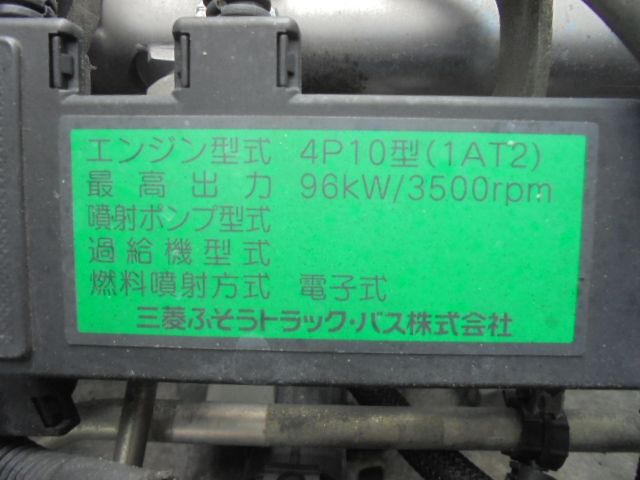 エンジン型式 4P10型(1AT2)
最高出力 96kW/3500rpm
噴射ポンプ型式
過給機型式
燃料噴射方式 電子式
三菱ふそうトラック・バス株式会社